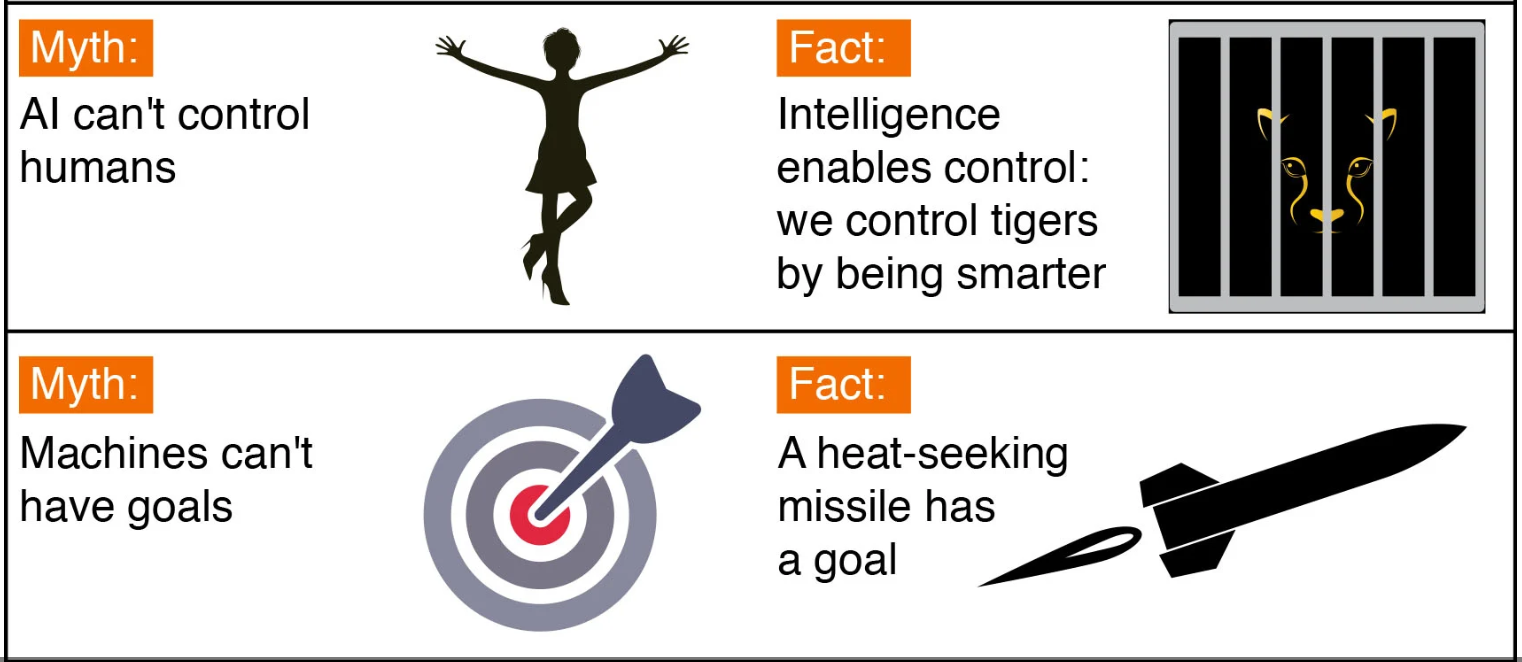 Myth:
AI can't control
humans
Fact:
Intelligence
enables control:
we control tigers
by being smarter
Myth:
Machines can't
have goals
Fact:
A heat-seeking
missile has
a goal